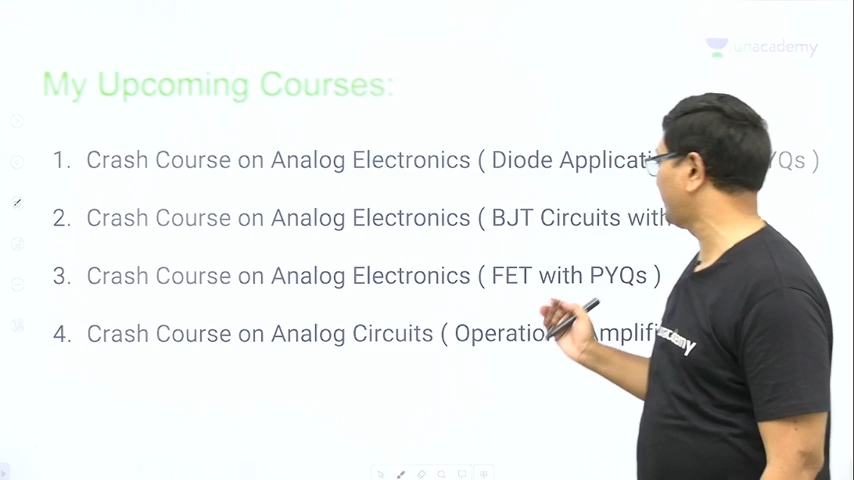 unacademy
My Upcoming Courses:
1. Crash Course on Analog Electronics ( Diode Applicati YQs )
2. Crash Course on Analog Electronics ( BJT Circuits with
3. Crash Course on Analog Electronics ( FET with PYQs )
4. Crash Course on Analog Circuits ( Operation Amplifi
unacademy